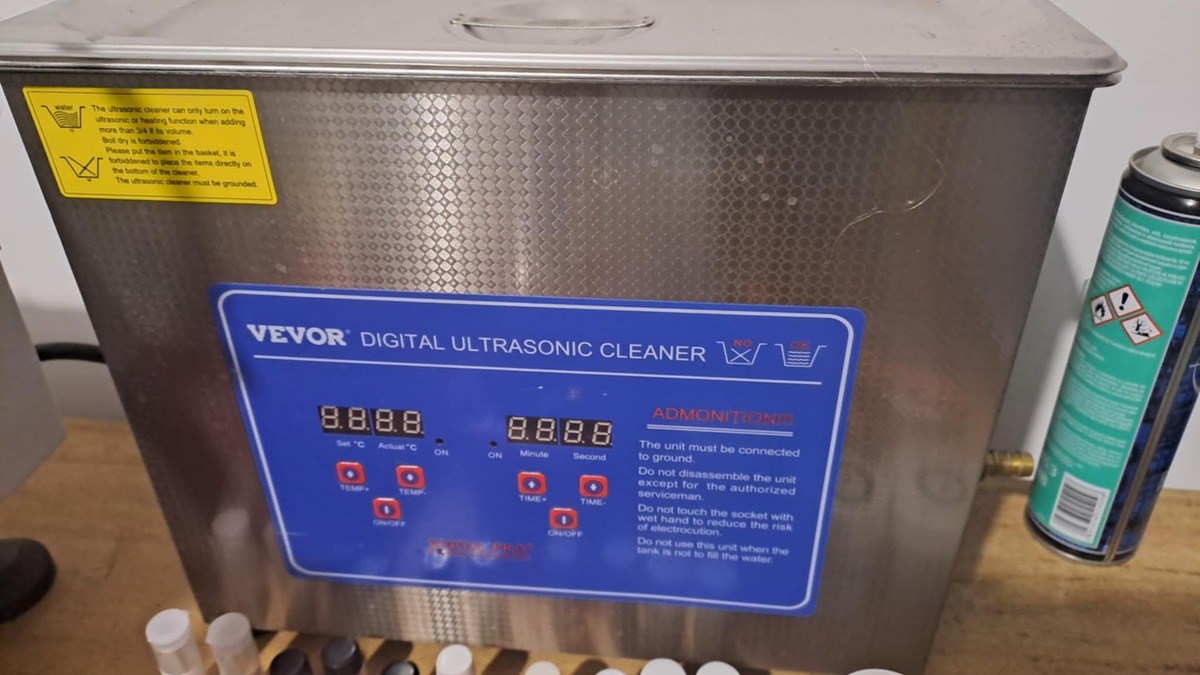 water
The ultrasonic cleaner can only turn on the
ultrasonic or heating function when adding
more than 3/4 if its volume.
Boil dry is forbiddened.
Please put the item in the basket, it is
forbiddened to place the items directly on
the bottom of the cleaner.
The ultrasonic cleaner must be grounded.
VEVOR® DIGITAL ULTRASONIC CLEANER
NO
OK
8.8.8.8 8.8.8.8
Set °C Actual °C ON
ON Minute Second
TEMP+ TEMP-
ON/OFF
TIME+ TIME-
ON/OFF
ADMONITION!!!
The unit must be connected
to ground.
Do not disassemble the unit
except for the authorized
serviceman.
Do not touch the socket with
wet hand to reduce the risk
of electrocution.
Do not use this unit when the
tank is not to fill the water.